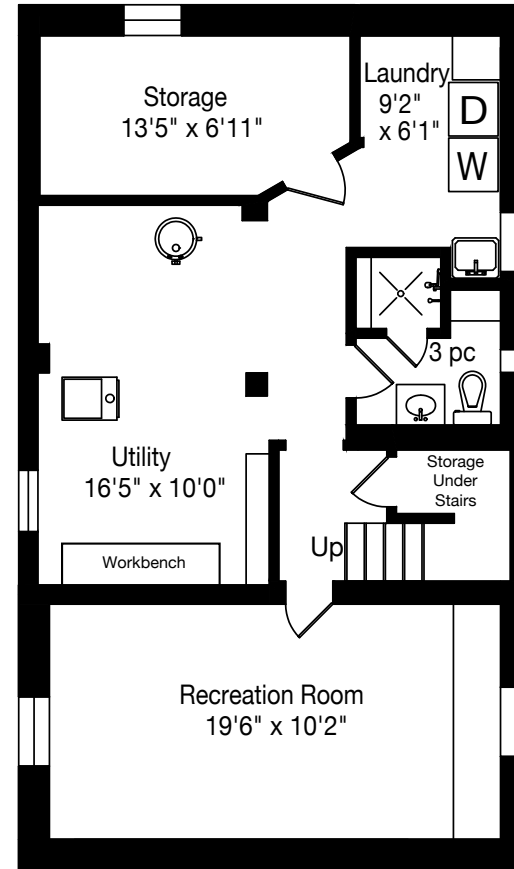 Storage
13'5" x 6'11"
Laundry
9'2"
x 6'1"
D
W
3 pc
Utility
16'5" x 10'0"
Storage
Under
Stairs
Up
Workbench
Recreation Room
19'6" x 10'2"